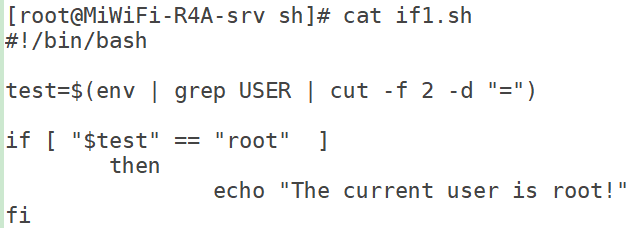 [root@MiWiFi-R4A-srv sh]# cat if1.sh
#!/bin/bash

test=$(env | grep USER | cut -f 2 -d "=")

if [ "$test" == "root"  ]
        then
                echo "The current user is root!"
fi